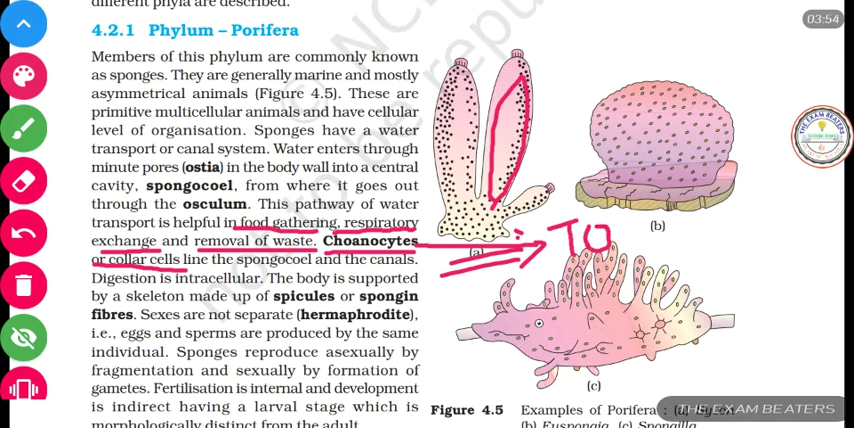 different phyla are described.
03:54
4.2.1 Phylum – Porifera
Members of this phylum are commonly known
as sponges. They are generally marine and mostly
asymmetrical animals (Figure 4.5). These are
primitive multicellular animals and have cellular
level of organisation. Sponges have a water
transport or canal system. Water enters through
minute pores (ostia) in the body wall into a central
cavity, spongocoel, from where it goes out
through the osculum. This pathway of water
transport is helpful in food gathering, respiratory
exchange and removal of waste. Choanocytes
or collar cells line the spongocoel and the canals.
Digestion is intracellular. The body is supported
by a skeleton made up of spicules or spongin
fibres. Sexes are not separate (hermaphrodite),
i.e., eggs and sperms are produced by the same
individual. Sponges reproduce asexually by
fragmentation and sexually by formation of
gametes. Fertilisation is internal and development
is indirect having a larval stage which is
morphologically distinct from the adult.
THE EXAM BEATERS
(b)
(a)
TO
(c)
Figure 4.5 Examples of Porifera : (a)
(b) Euspongia (c) Spongilla
THE EXAM BEATERS
© NC
not to be repu